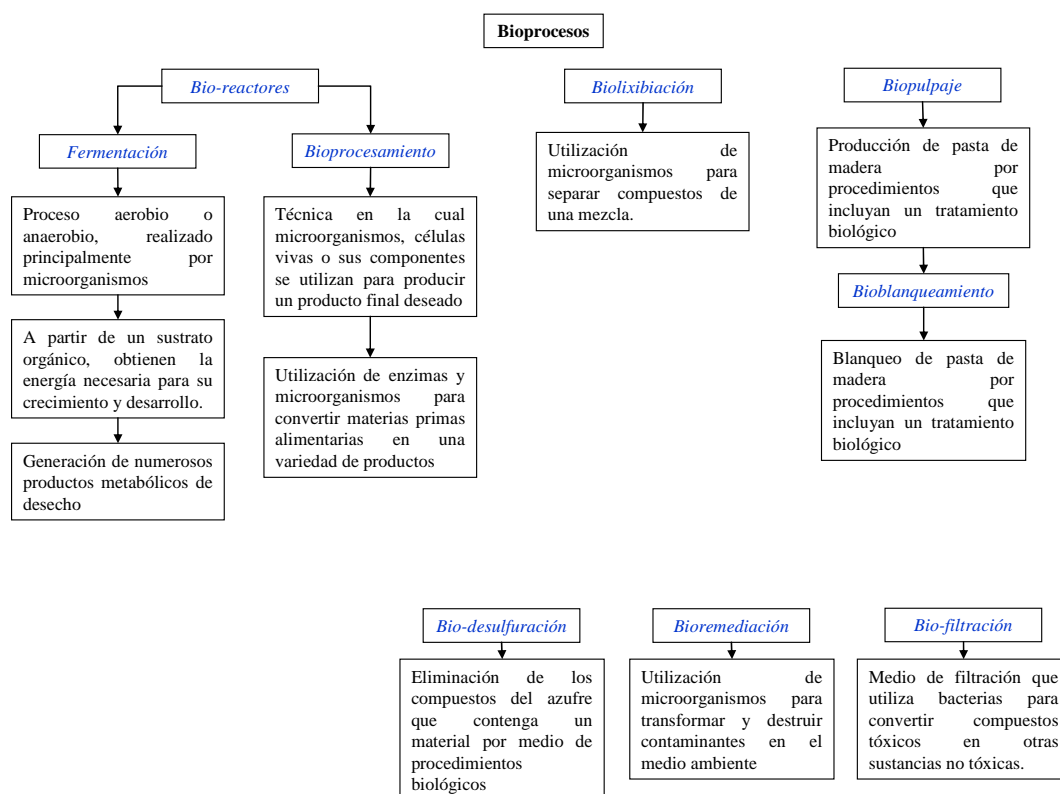 Bioprocesos
Bio-reactores
Fermentación
Proceso aerobio o
anaerobio, realizado
principalmente por
microorganismos
A partir de un sustrato
orgánico, obtienen la
energía necesaria para su
crecimiento y desarrollo.
Generación de numerosos
productos metabólicos de
desecho
Bioprocesamiento
Técnica en la cual
microorganismos, células
vivas o sus componentes
se utilizan para producir
un producto final deseado
Utilización de enzimas y
microorganismos para
convertir materias primas
alimentarias en una
variedad de productos
Biolixibiación
Utilización de
microorganismos para
separar compuestos de
una mezcla.
Biopulpaje
Producción de pasta de
madera por
procedimientos que
incluyan un tratamiento
biológico
Bioblanqueamiento
Blanqueo de pasta de
madera por
procedimientos que
incluyan un tratamiento
biológico
Bio-desulfuración
Eliminación de los
compuestos del azufre
que contenga un
material por medio de
procedimientos
biológicos
Bioremediación
Utilización de
microorganismos para
transformar y destruir
contaminantes en el
medio ambiente
Bio-filtración
Medio de filtración que
utiliza bacterias para
convertir compuestos
tóxicos en otras
sustancias no tóxicas.